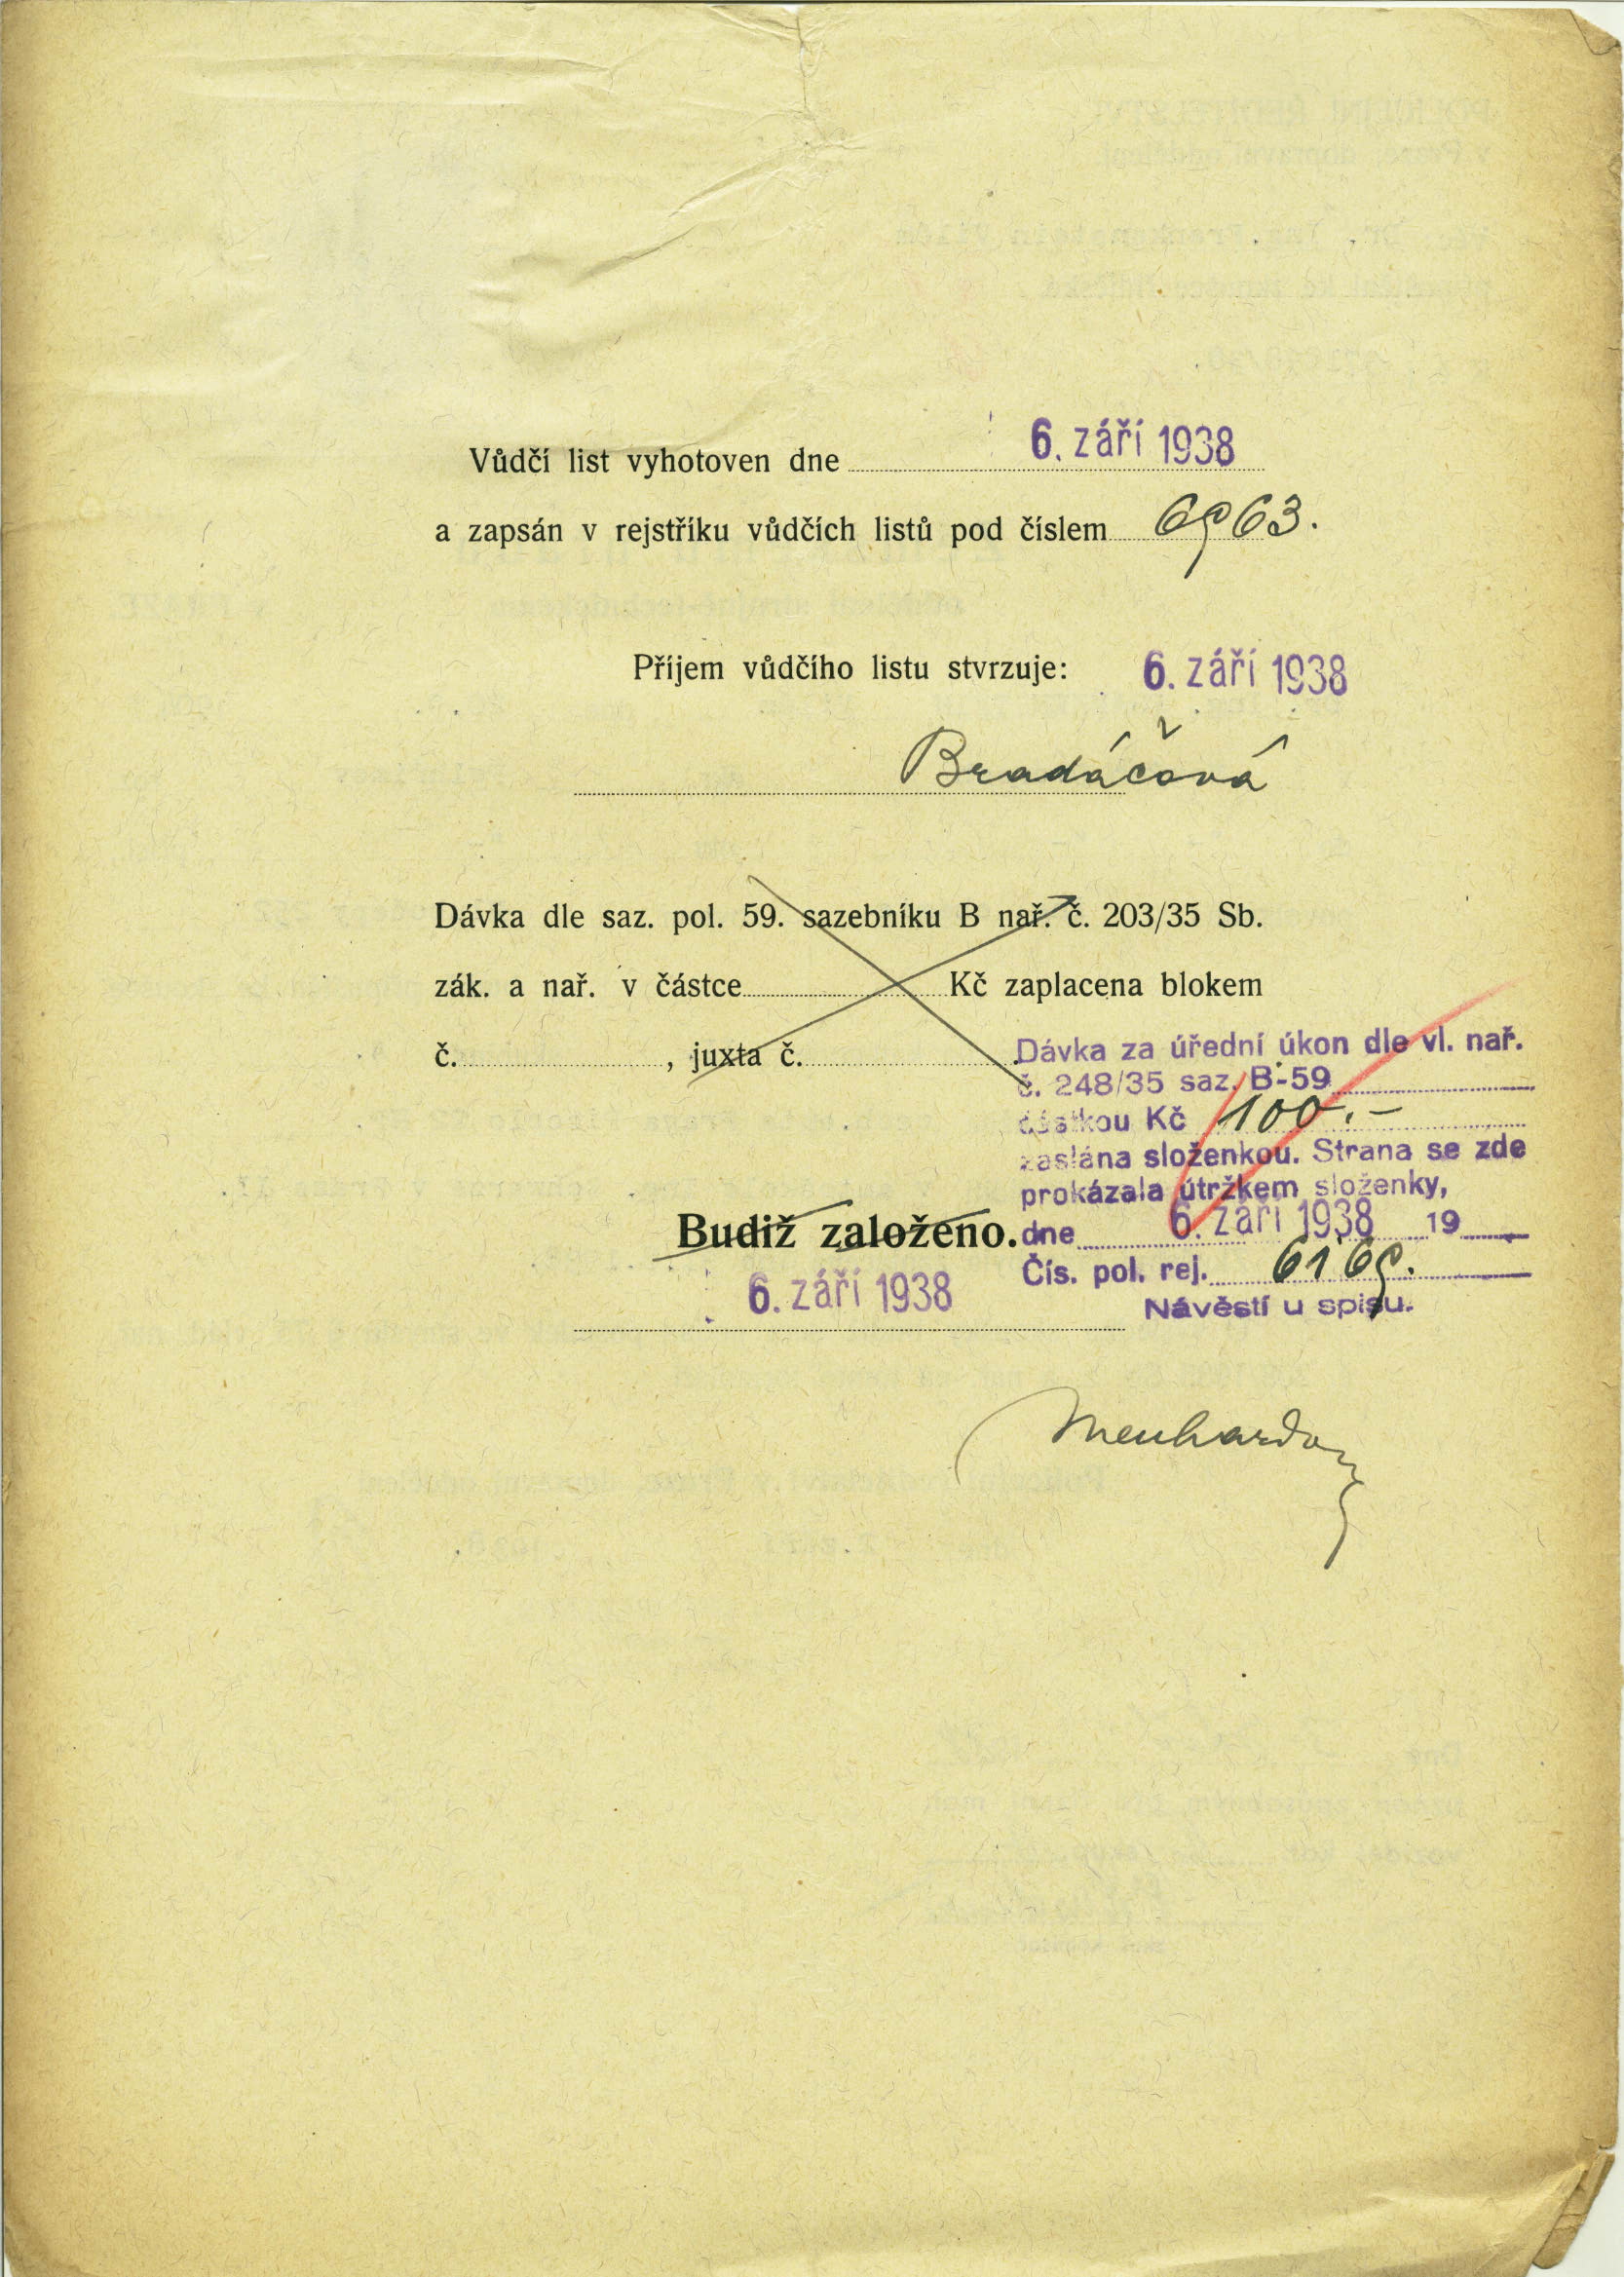 Vůdčí list vyhotoven dne 6. září 1938
a zapsán v rejstříku vůdčích listů pod číslem 6963.
Příjem vůdčího listu stvrzuje: 6. září 1938
Bradáčová
Dávka dle saz. pol. 59. sazebníku B nař. č. 203/35 Sb.
zák. a nař. v částce Kč zaplacena blokem
č. , juxta č. .
Dávka za úřední úkon dle vl. nař.
č. 248/35 saz. B-59
částkou Kč 100.-
zaslána složenkou. Strana se zde
prokázala útržkem složenky,
dne 6. září 1938 19
Čís. pol. rej. 6169.
Návěstí u spisu.
Budiž založeno.
6. září 1938